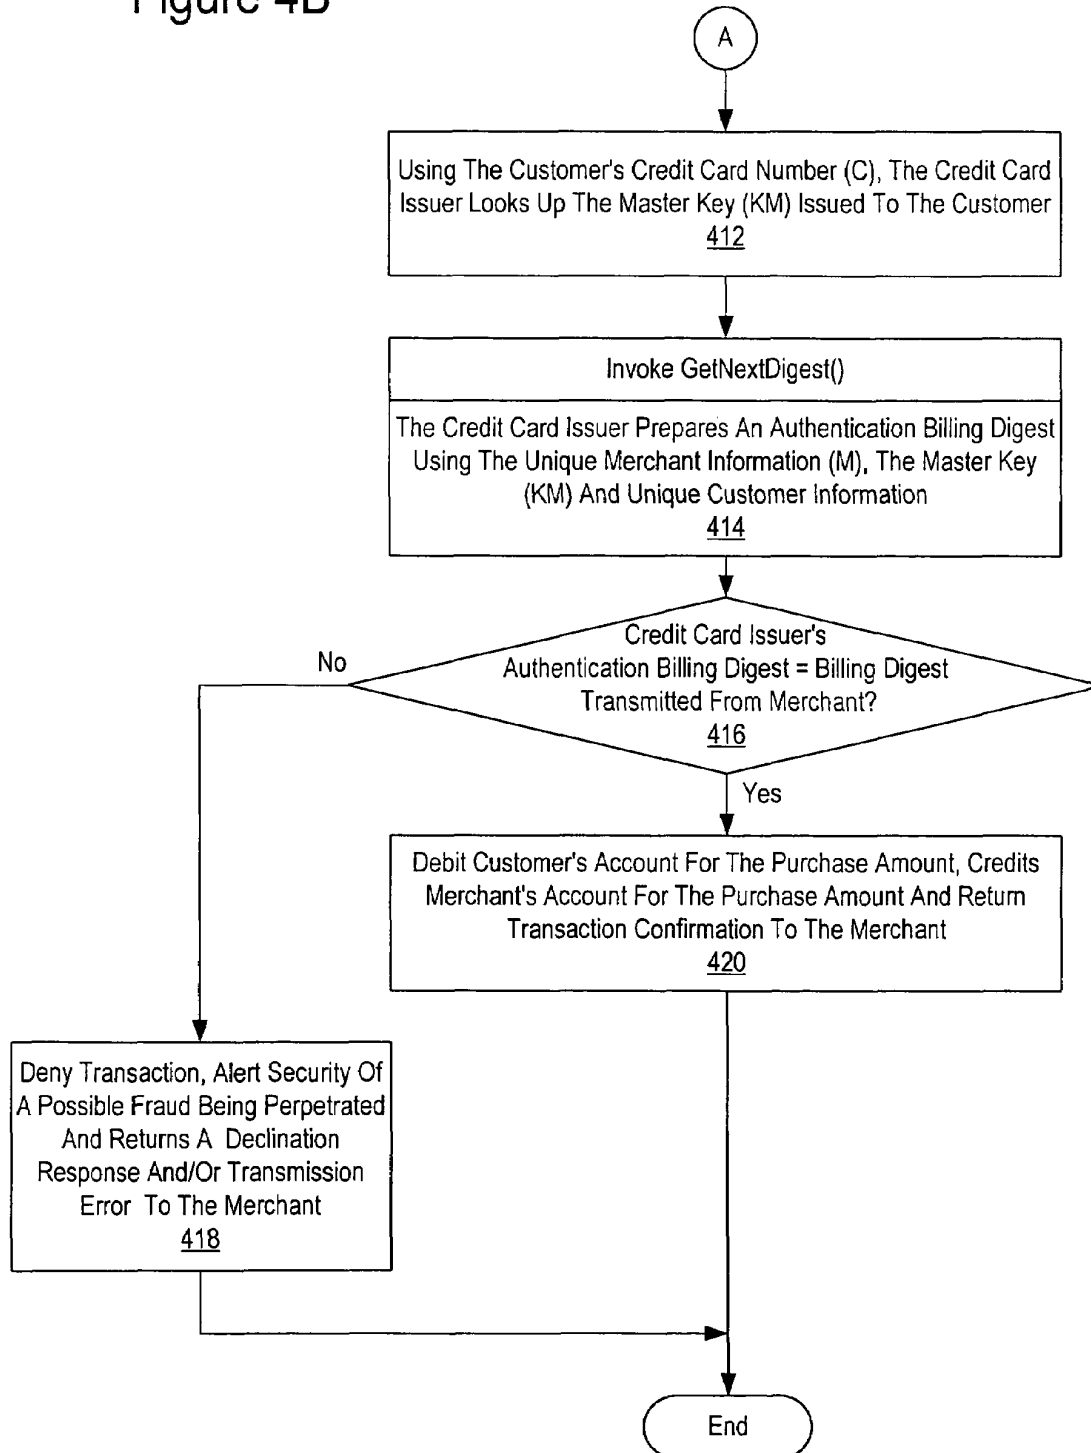 Figure 4B
A
Using The Customer's Credit Card Number (C), The Credit Card
Issuer Looks Up The Master Key (KM) Issued To The Customer
412
Invoke GetNextDigest()
The Credit Card Issuer Prepares An Authentication Billing Digest
Using The Unique Merchant Information (M), The Master Key
(KM) And Unique Customer Information
414
Credit Card Issuer's
Authentication Billing Digest = Billing Digest
Transmitted From Merchant?
416
No
Yes
Debit Customer's Account For The Purchase Amount, Credits
Merchant's Account For The Purchase Amount And Return
Transaction Confirmation To The Merchant
420
Deny Transaction, Alert Security Of
A Possible Fraud Being Perpetrated
And Returns A Declination
Response And/Or Transmission
Error To The Merchant
418
End